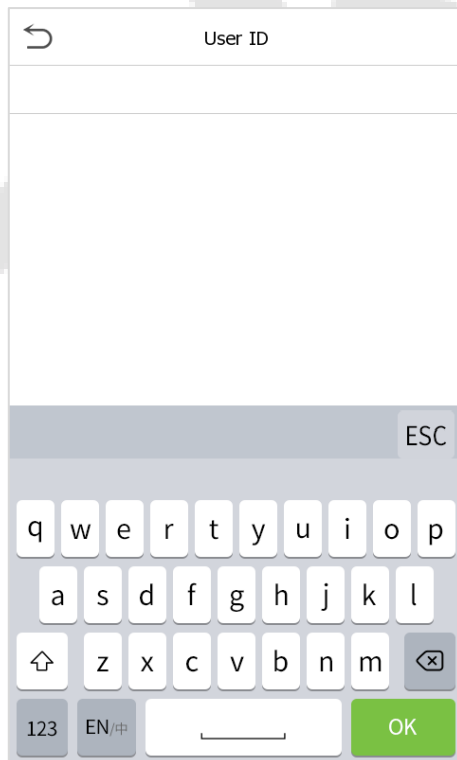 User ID
ESC
q w e r t y u i o p
a s d f g h j k l
z x c v b n m
123 EN/中 OK